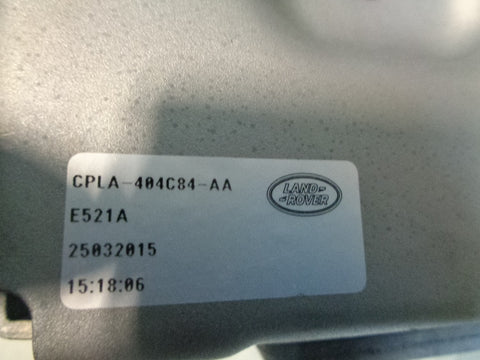 CPLA-404C84-AA
LAND-
-ROVER
E521A
25032015
15:18:06